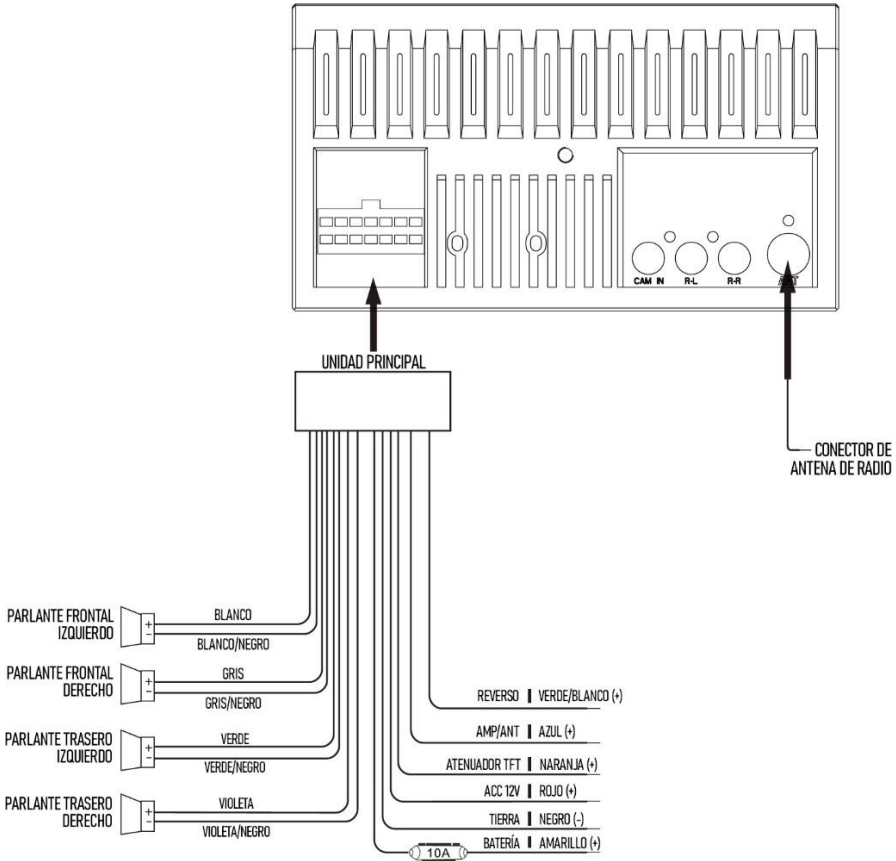 CAM IN R-L R-R ANT
UNIDAD PRINCIPAL
CONECTOR DE
ANTENA DE RADIO
PARLANTE FRONTAL
IZQUIERDO
+
-
BLANCO
BLANCO/NEGRO
PARLANTE FRONTAL
DERECHO
+
-
GRIS
GRIS/NEGRO
PARLANTE TRASERO
IZQUIERDO
+
-
VERDE
VERDE/NEGRO
PARLANTE TRASERO
DERECHO
+
-
VIOLETA
VIOLETA/NEGRO
REVERSO | VERDE/BLANCO (+)
AMP/ANT | AZUL (+)
ATENUADOR TFT | NARANJA (+)
ACC 12V | ROJO (+)
TIERRA | NEGRO (-)
BATERÍA | AMARILLO (+)
10A